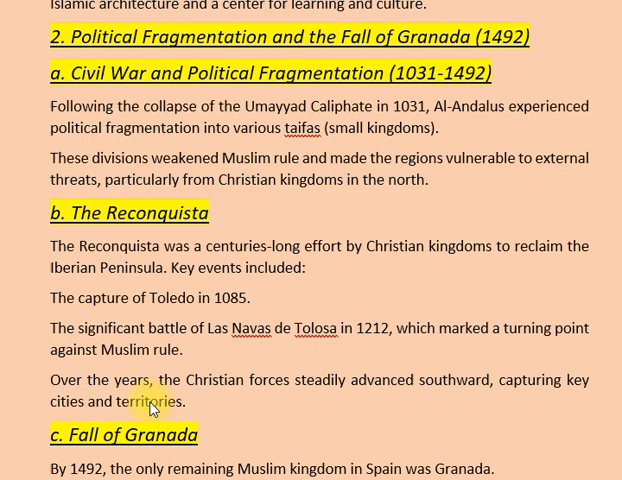 Islamic architecture and a center for learning and culture.
2. Political Fragmentation and the Fall of Granada (1492)
a. Civil War and Political Fragmentation (1031-1492)
Following the collapse of the Umayyad Caliphate in 1031, Al-Andalus experienced
political fragmentation into various taifas (small kingdoms).
These divisions weakened Muslim rule and made the regions vulnerable to external
threats, particularly from Christian kingdoms in the north.
b. The Reconquista
The Reconquista was a centuries-long effort by Christian kingdoms to reclaim the
Iberian Peninsula. Key events included:
The capture of Toledo in 1085.
The significant battle of Las Navas de Tolosa in 1212, which marked a turning point
against Muslim rule.
Over the years, the Christian forces steadily advanced southward, capturing key
cities and territories.
c. Fall of Granada
By 1492, the only remaining Muslim kingdom in Spain was Granada.